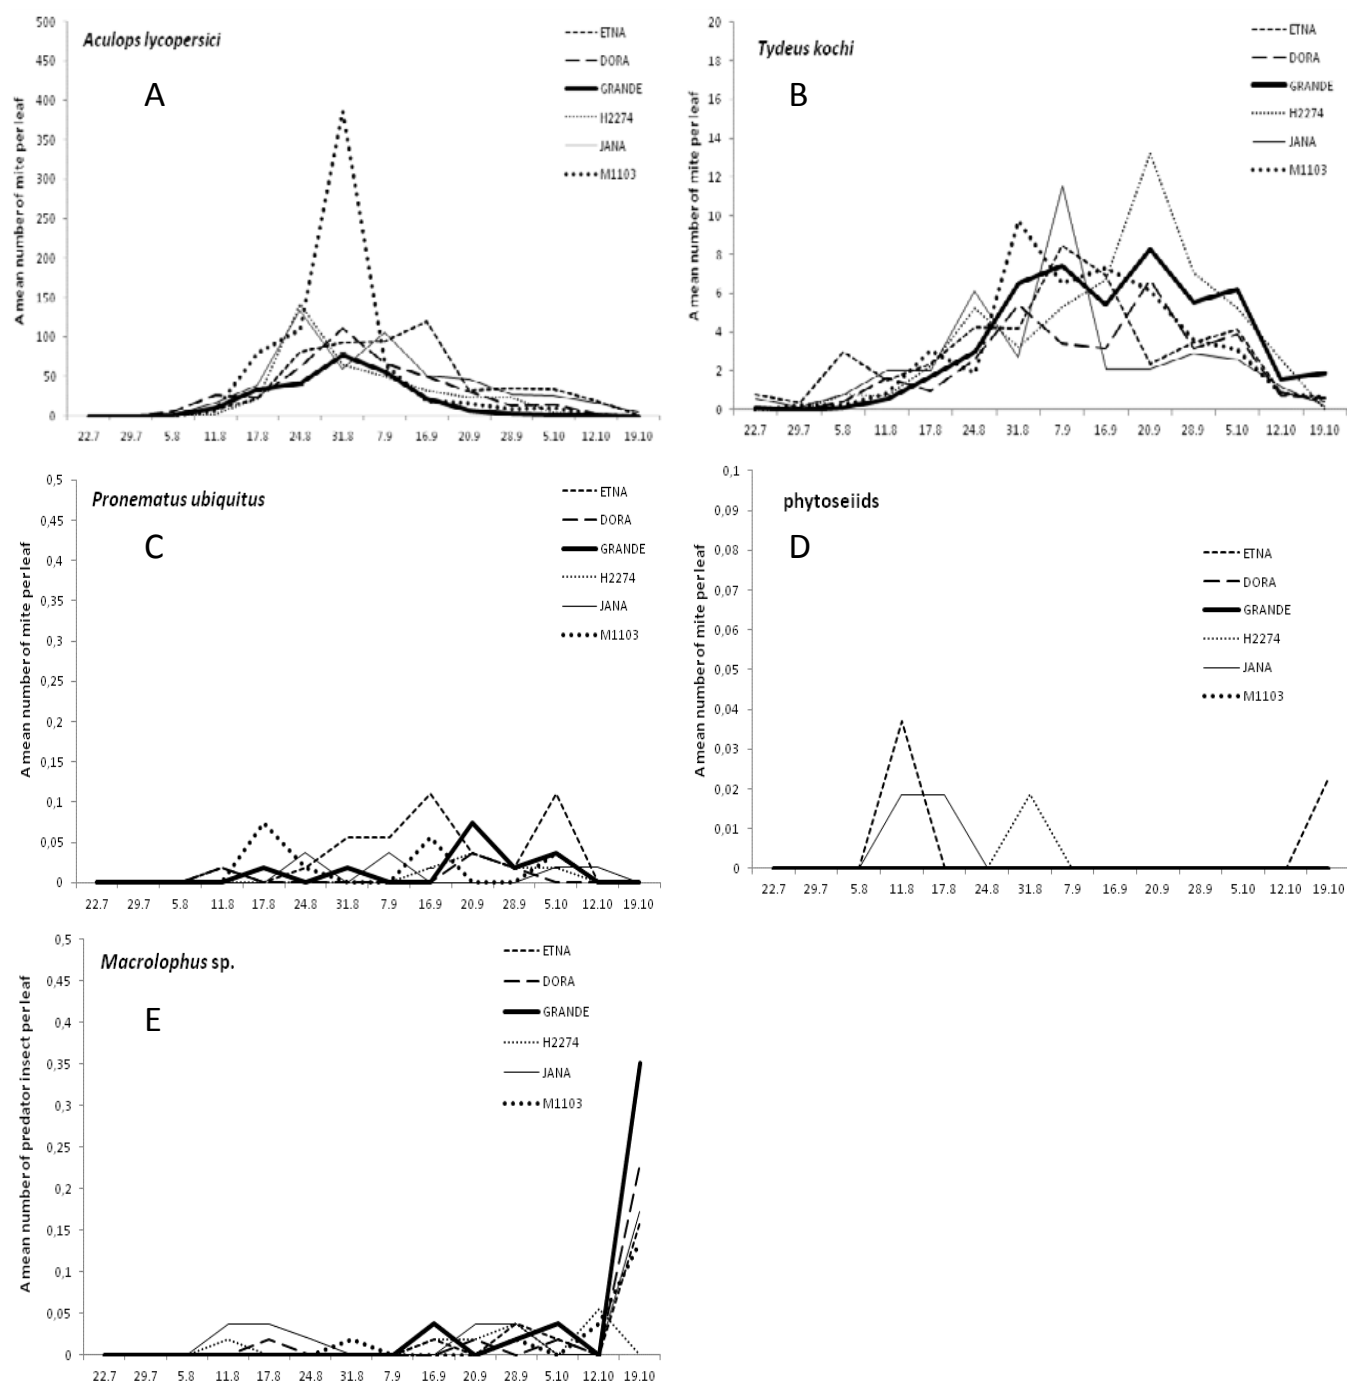 Aculops lycopersici
A
A mean number of mite per leaf
500
450
400
350
300
250
200
150
100
50
0
22.7 29.7 5.8 11.8 17.8 24.8 31.8 7.9 16.9 20.9 28.9 5.10 12.10 19.10
ETNA
DORA
GRANDE
H2274
JANA
M1103
Tydeus kochi
B
A mean number of mite per leaf
20
18
16
14
12
10
8
6
4
2
0
22.7 29.7 5.8 11.8 17.8 24.8 31.8 7.9 16.9 20.9 28.9 5.10 12.10 19.10
ETNA
DORA
GRANDE
H2274
JANA
M1103
Pronematus ubiquitus
C
A mean number of mite per leaf
0,5
0,45
0,4
0,35
0,3
0,25
0,2
0,15
0,1
0,05
0
22.7 29.7 5.8 11.8 17.8 24.8 31.8 7.9 16.9 20.9 28.9 5.10 12.10 19.10
ETNA
DORA
GRANDE
H2274
JANA
M1103
phytoseiids
D
A mean number of mite per leaf
0,1
0,09
0,08
0,07
0,06
0,05
0,04
0,03
0,02
0,01
0
22.7 29.7 5.8 11.8 17.8 24.8 31.8 7.9 16.9 20.9 28.9 5.10 12.10 19.10
ETNA
DORA
GRANDE
H2274
JANA
M1103
Macrolophus sp.
E
A mean number of predator insect per leaf
0,5
0,45
0,4
0,35
0,3
0,25
0,2
0,15
0,1
0,05
0
22.7 29.7 5.8 11.8 17.8 24.8 31.8 7.9 16.9 20.9 28.9 5.10 12.10 19.10
ETNA
DORA
GRANDE
H2274
JANA
M1103